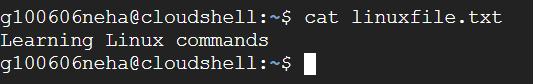 g100606neha@cloudshell:~$ cat linuxfile.txt
Learning Linux commands
g100606neha@cloudshell:~$